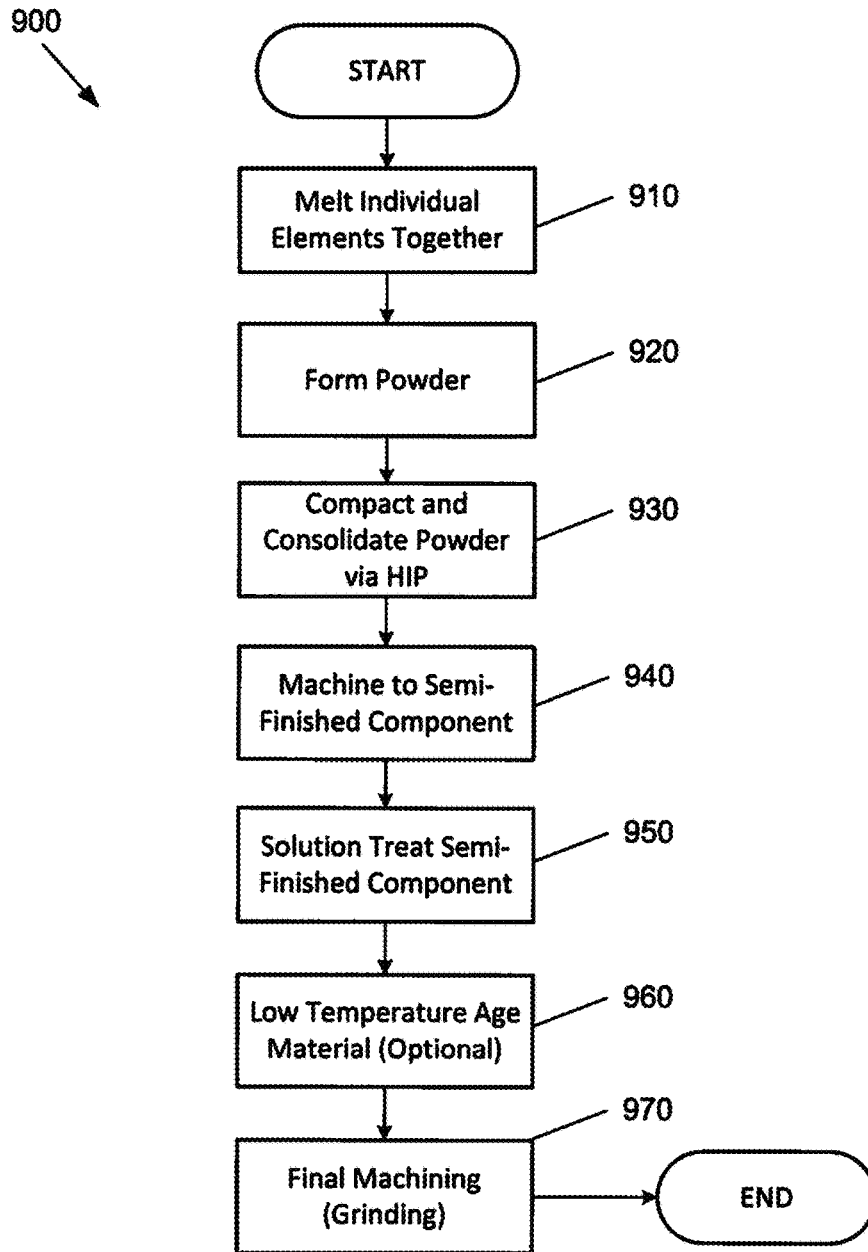 900
START
Melt Individual
Elements Together
910
Form Powder
920
Compact and
Consolidate Powder
via HIP
930
Machine to Semi-
Finished Component
940
Solution Treat Semi-
Finished Component
950
Low Temperature Age
Material (Optional)
960
Final Machining
(Grinding)
970
END